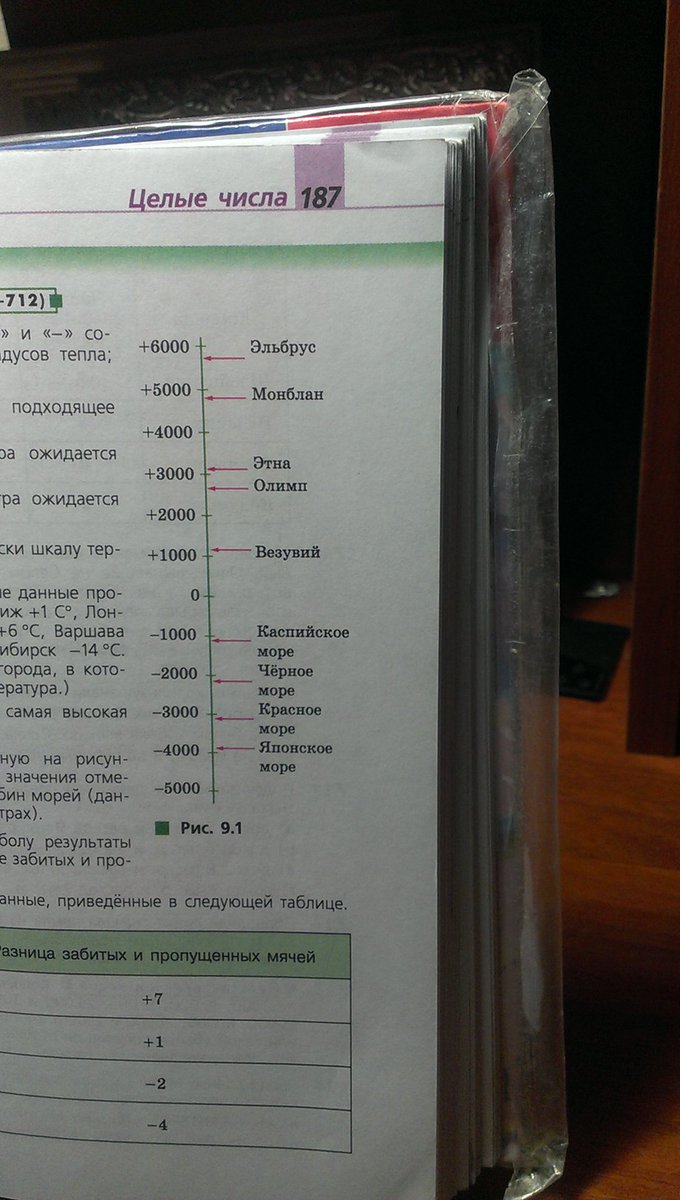 Целые числа 187
-712)
» и «–» со-
дусов тепла;
подходящее
ра ожидается
тра ожидается
ски шкалу тер-
ие данные про-
иж +1 С°, Лон-
+6 °С, Варшава
ибирск –14 °С.
города, в кото-
ература.)
самая высокая
ную на рисун-
значения отме-
бин морей (дан-
трах).
болу результаты
е забитых и про-
+6000
Эльбрус
+5000
Монблан
+4000
Этна
+3000
Олимп
+2000
+1000
Везувий
0
–1000
Каспийское
море
–2000
Чёрное
море
–3000
Красное
море
–4000
Японское
море
–5000
Рис. 9.1
анные, приведённые в следующей таблице.
Разница забитых и пропущенных мячей
+7
+1
–2
–4